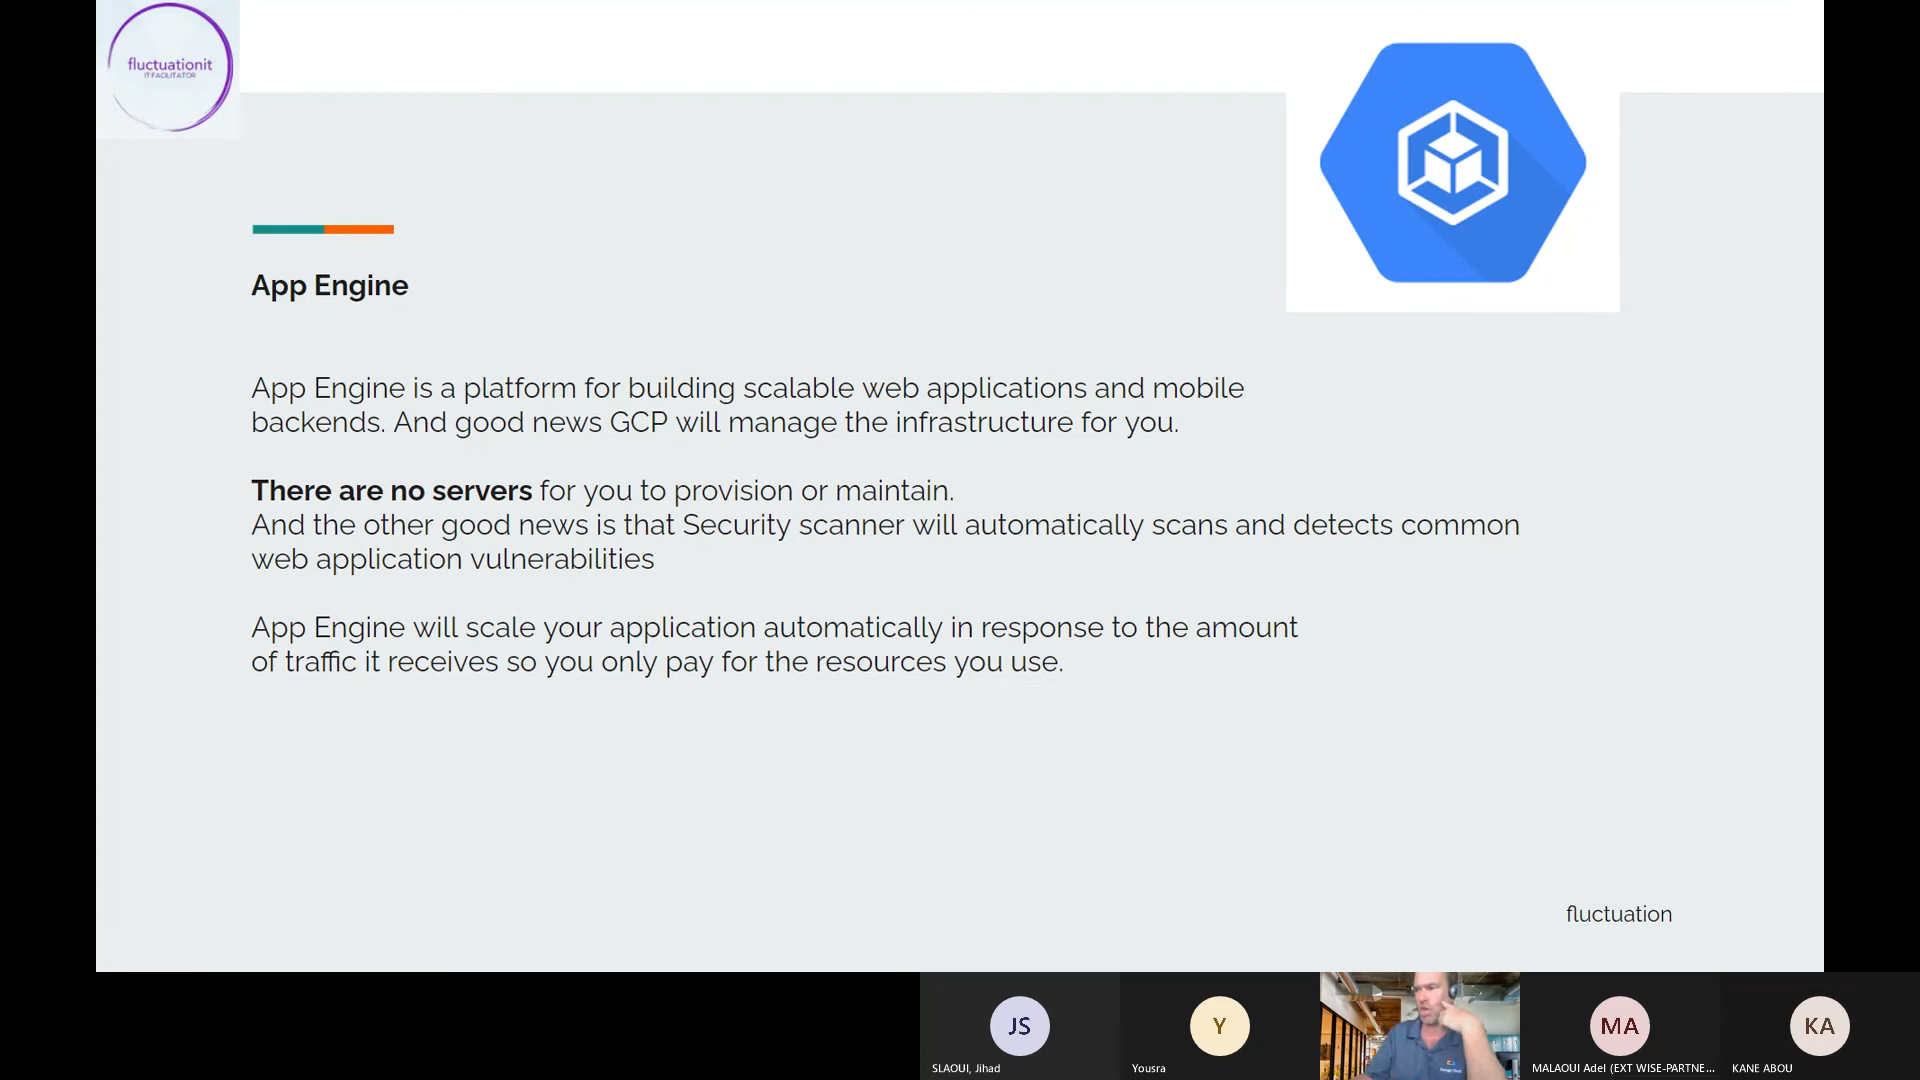 fluctuationit
IT FACILITATOR
App Engine
App Engine is a platform for building scalable web applications and mobile
backends. And good news GCP will manage the infrastructure for you.
There are no servers for you to provision or maintain.
And the other good news is that Security scanner will automatically scans and detects common
web application vulnerabilities
App Engine will scale your application automatically in response to the amount
of traffic it receives so you only pay for the resources you use.
fluctuation
JS
Y
MA
KA
SLAOUI, Jihad
Yousra
MALAOUI Adel (EXT WISE-PARTNE...
KANE ABOU